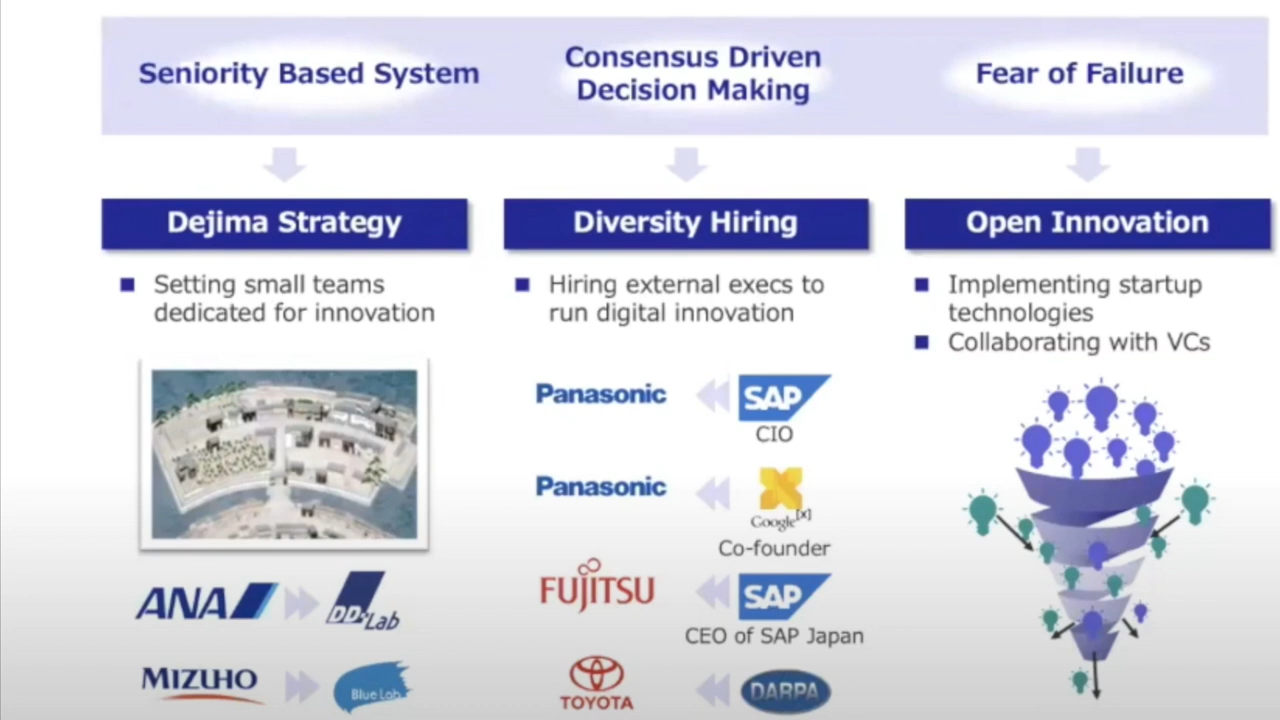 Seniority Based System
Consensus Driven
Decision Making
Fear of Failure
Dejima Strategy
Diversity Hiring
Open Innovation
Setting small teams
dedicated for innovation
Hiring external execs to
run digital innovation
Implementing startup
technologies
Collaborating with VCs
Panasonic
SAP
CIO
Panasonic
Google[x]
Co-founder
ANA
DD Lab
FUJITSU
SAP
CEO of SAP Japan
MIZUHO
Blue Lab
TOYOTA
DARPA